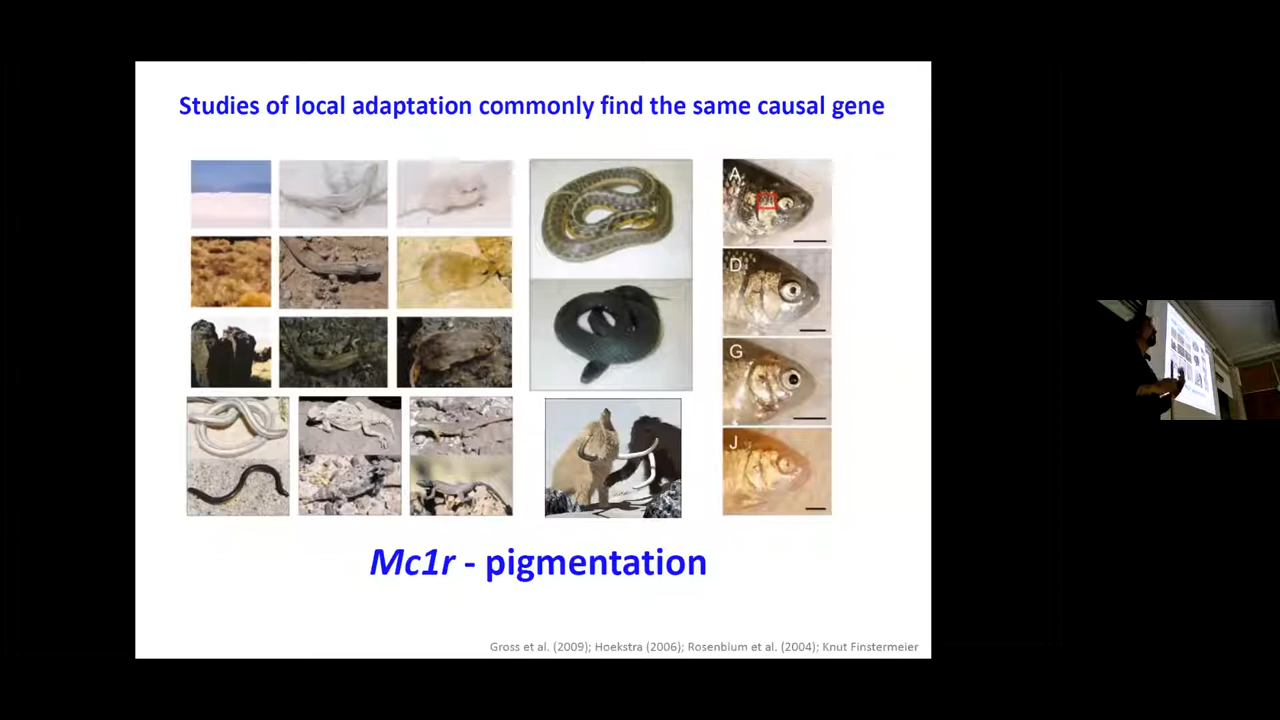 Studies of local adaptation commonly find the same causal gene
A
D
G
J
Mc1r - pigmentation
Gross et al. (2009); Hoekstra (2006); Rosenblum et al. (2004); Knut Finstermeier